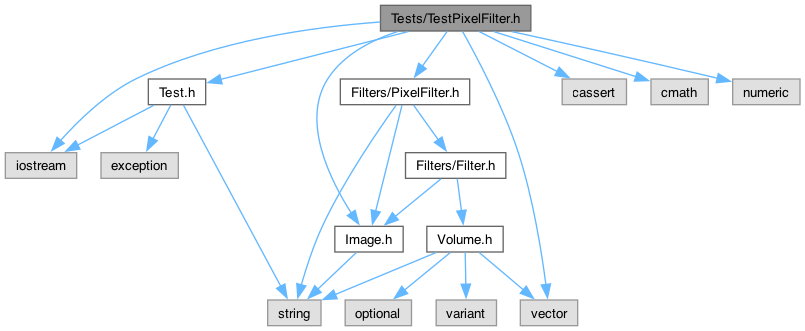 Tests/TestPixelFilter.h
Test.h
Filters/PixelFilter.h
cassert
cmath
numeric
iostream
exception
Filters/Filter.h
Image.h
Volume.h
string
optional
variant
vector